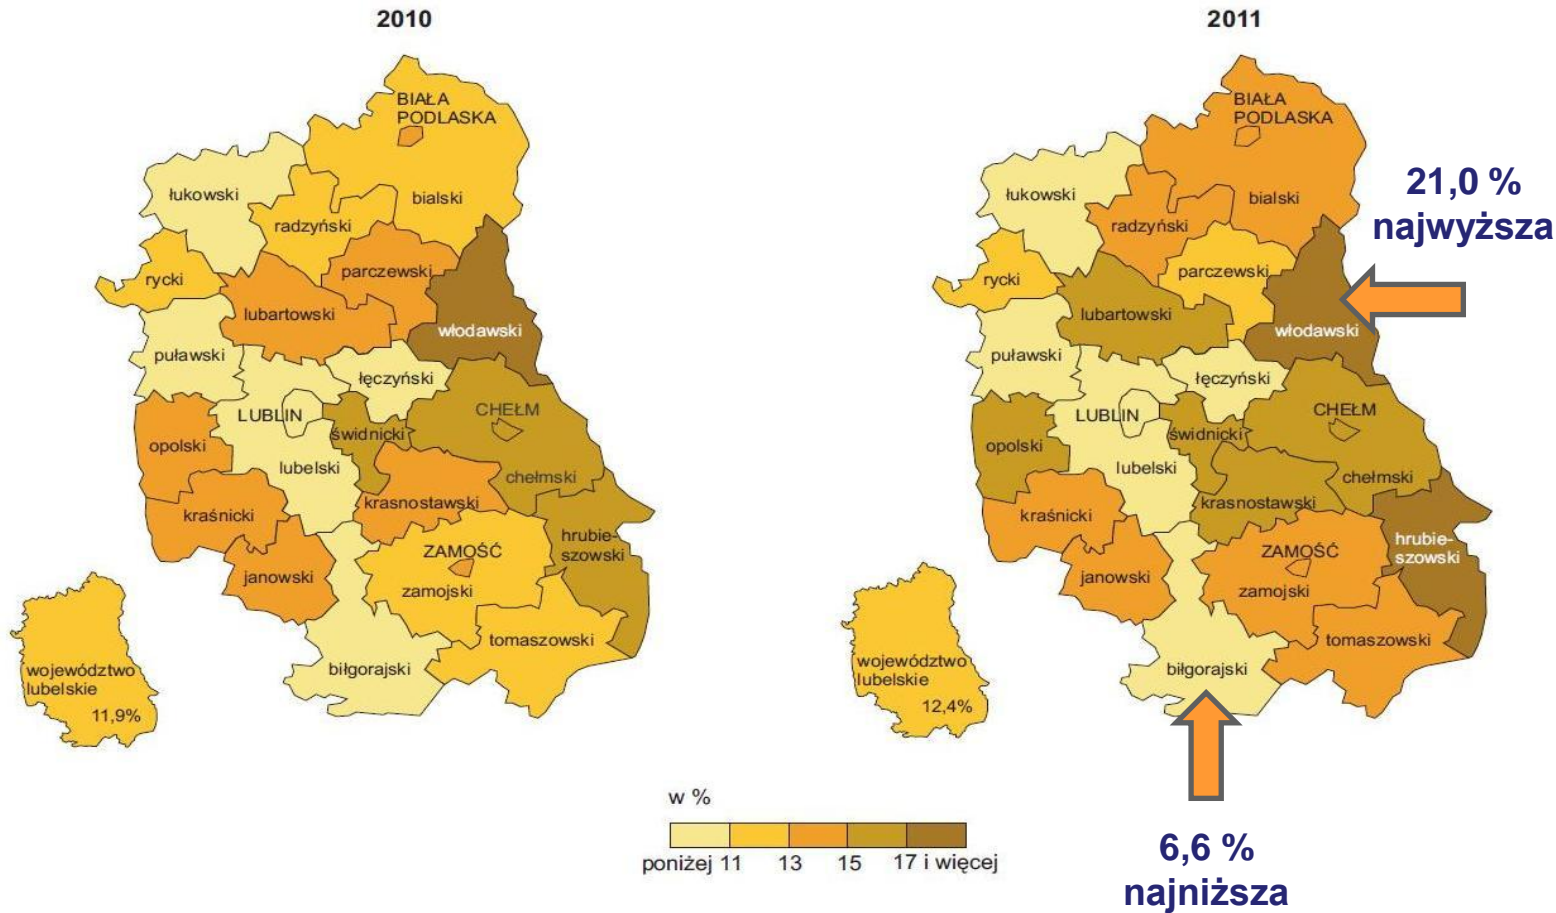 2010
BIAŁA
PODLASKA
łukowski
bialski
radzyński
rycki
parczewski
lubartowski
włodawski
puławski
łęczyński
LUBLIN
CHEŁM
opolski
świdnicki
lubelski
chełmski
kraśnicki
krasnostawski
hrubie-
szowski
ZAMOŚĆ
janowski
zamojski
tomaszowski
biłgorajski
województwo
lubelskie
11,9%
2011
BIAŁA
PODLASKA
łukowski
bialski
radzyński
rycki
parczewski
lubartowski
włodawski
puławski
łęczyński
LUBLIN
CHEŁM
opolski
świdnicki
lubelski
chełmski
kraśnicki
krasnostawski
hrubie-
szowski
ZAMOŚĆ
janowski
zamojski
tomaszowski
biłgorajski
województwo
lubelskie
12,4%
21,0 %
najwyższa
w %
poniżej 11 13 15 17 i więcej
6,6 %
najniższa